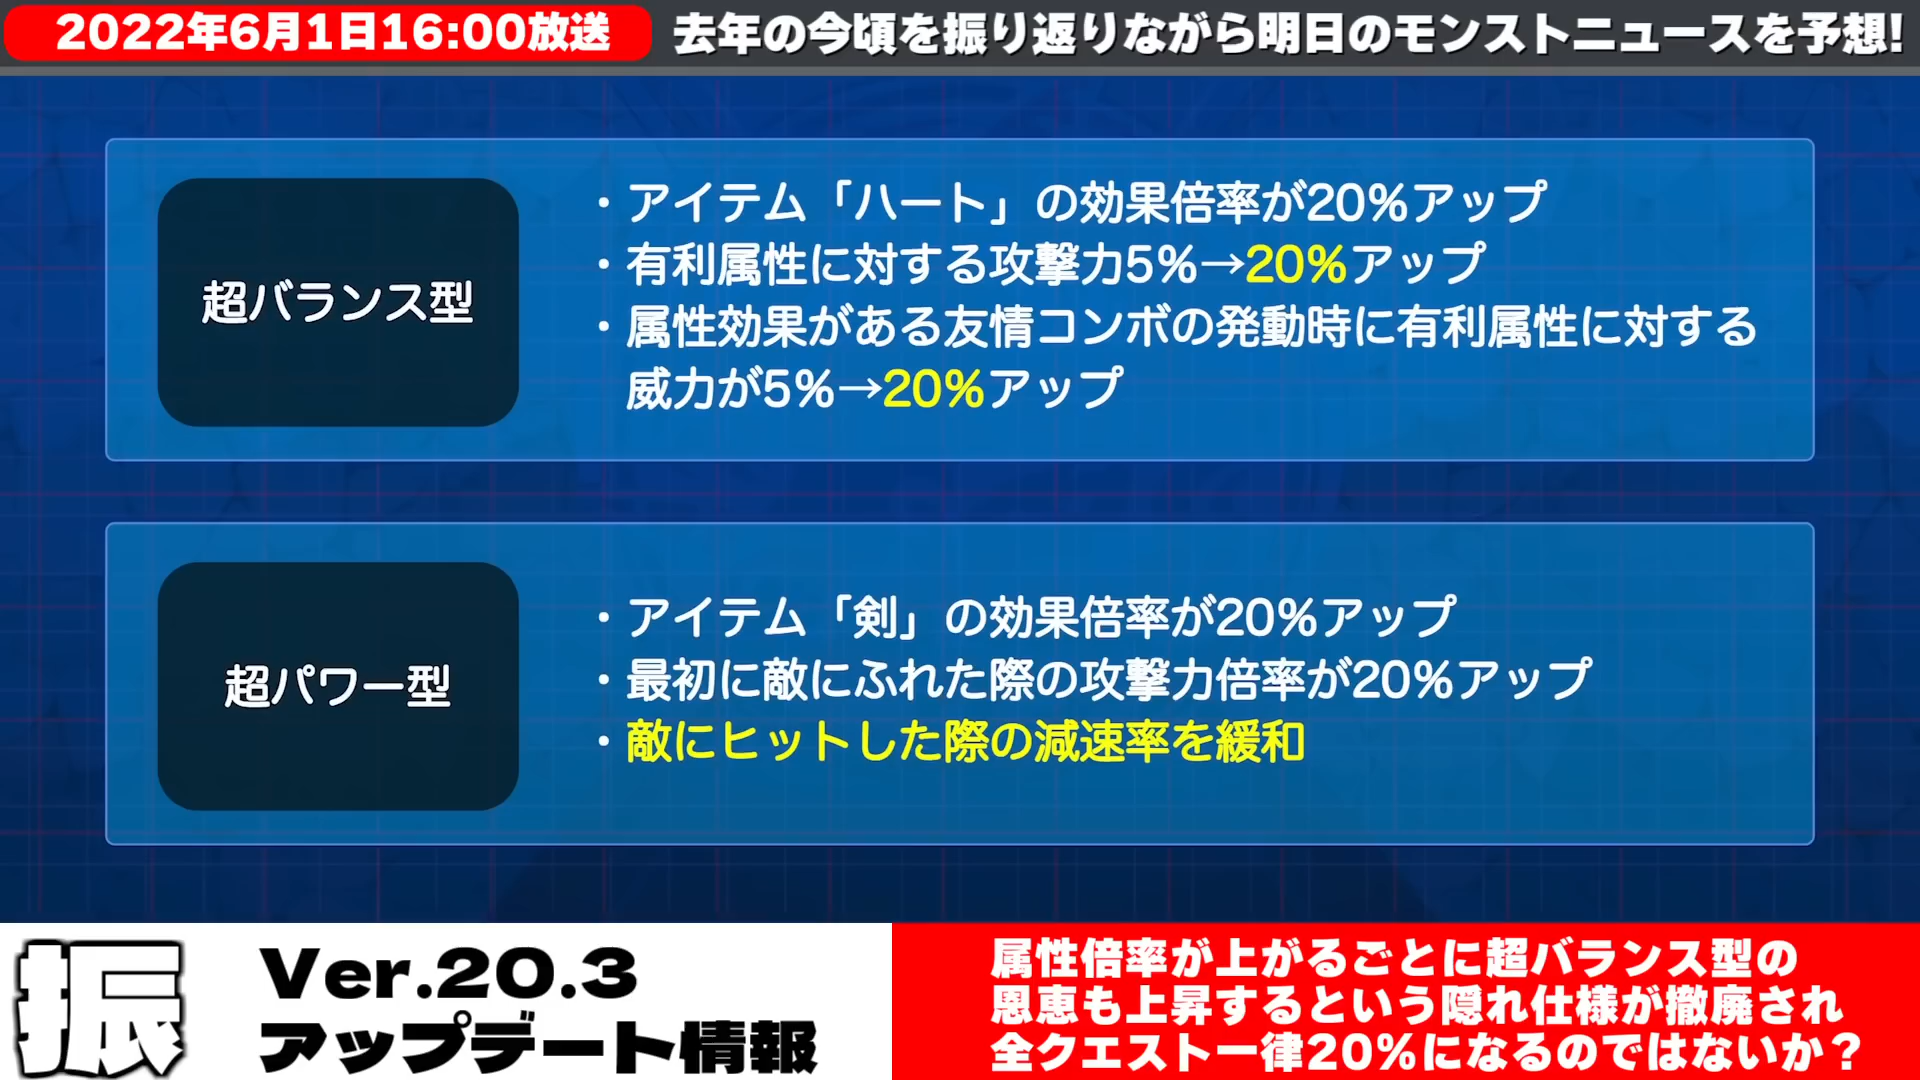 2022年6月1日16:00放送
去年の今頃を振り返りながら明日のモンストニュースを予想!
超バランス型
・アイテム「ハート」の効果倍率が20%アップ
・有利属性に対する攻撃力5%→20%アップ
・属性効果がある友情コンボの発動時に有利属性に対する
威力が5%→20%アップ
超パワー型
・アイテム「剣」の効果倍率が20%アップ
・最初に敵にふれた際の攻撃力倍率が20%アップ
・敵にヒットした際の減速率を緩和
振
Ver.20.3
アップデート情報
属性倍率が上がるごとに超バランス型の
恩恵も上昇するという隠れ仕様が撤廃され
全クエスト一律20%になるのではないか?